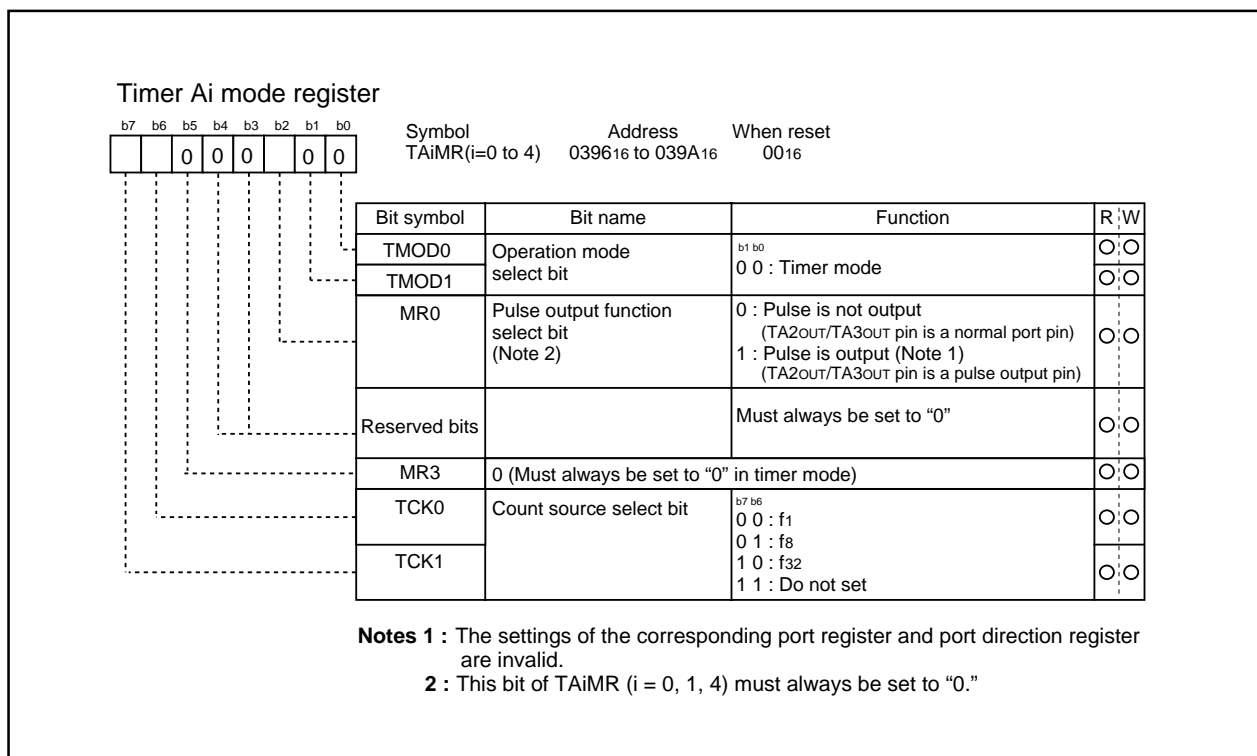 Timer Ai mode register
b7 b6 b5 b4 b3 b2 b1 b0
0 0 0 0 0
Symbol Address When reset
TAiMR(i=0 to 4) 039616 to 039A16 0016
Bit symbol Bit name Function R W
TMOD0 Operation mode select bit b1 b0
TMOD1 0 0 : Timer mode
MR0 Pulse output function select bit (Note 2) 0 : Pulse is not output
(TA2OUT/TA3OUT pin is a normal port pin)
1 : Pulse is output (Note 1)
(TA2OUT/TA3OUT pin is a pulse output pin)
Reserved bits Must always be set to “0”
MR3 0 (Must always be set to “0” in timer mode)
TCK0 Count source select bit b7 b6
0 0 : f1
0 1 : f8
TCK1 1 0 : f32
1 1 : Do not set
Notes 1 : The settings of the corresponding port register and port direction register
are invalid.
2 : This bit of TAiMR (i = 0, 1, 4) must always be set to “0.”